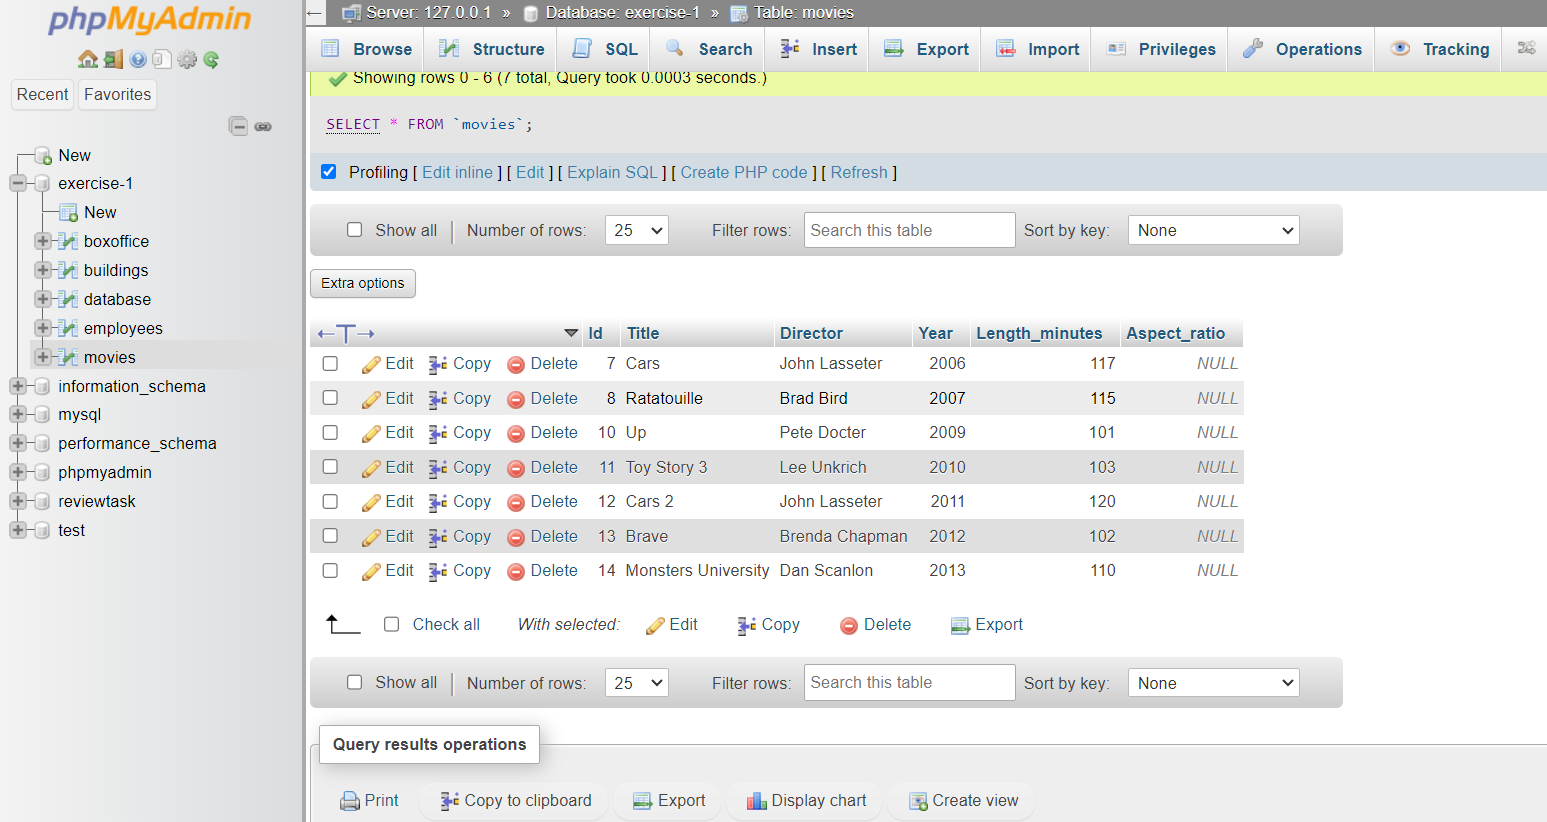 phpMyAdmin
Recent Favorites
New
exercise-1
New
boxoffice
buildings
database
employees
movies
information_schema
mysql
performance_schema
phpmyadmin
reviewtask
test
Server: 127.0.0.1 » Database: exercise-1 » Table: movies
Browse Structure SQL Search Insert Export Import Privileges Operations Tracking
Showing rows 0 - 6 (7 total, Query took 0.0003 seconds.)
SELECT * FROM `movies`;
Profiling [ Edit inline ] [ Edit ] [ Explain SQL ] [ Create PHP code ] [ Refresh ]
Show all Number of rows: 25 Filter rows: Search this table Sort by key: None
Extra options
Id Title Director Year Length_minutes Aspect_ratio
Edit Copy Delete 7 Cars John Lasseter 2006 117 NULL
Edit Copy Delete 8 Ratatouille Brad Bird 2007 115 NULL
Edit Copy Delete 10 Up Pete Docter 2009 101 NULL
Edit Copy Delete 11 Toy Story 3 Lee Unkrich 2010 103 NULL
Edit Copy Delete 12 Cars 2 John Lasseter 2011 120 NULL
Edit Copy Delete 13 Brave Brenda Chapman 2012 102 NULL
Edit Copy Delete 14 Monsters University Dan Scanlon 2013 110 NULL
Check all With selected: Edit Copy Delete Export
Show all Number of rows: 25 Filter rows: Search this table Sort by key: None
Query results operations
Print Copy to clipboard Export Display chart Create view